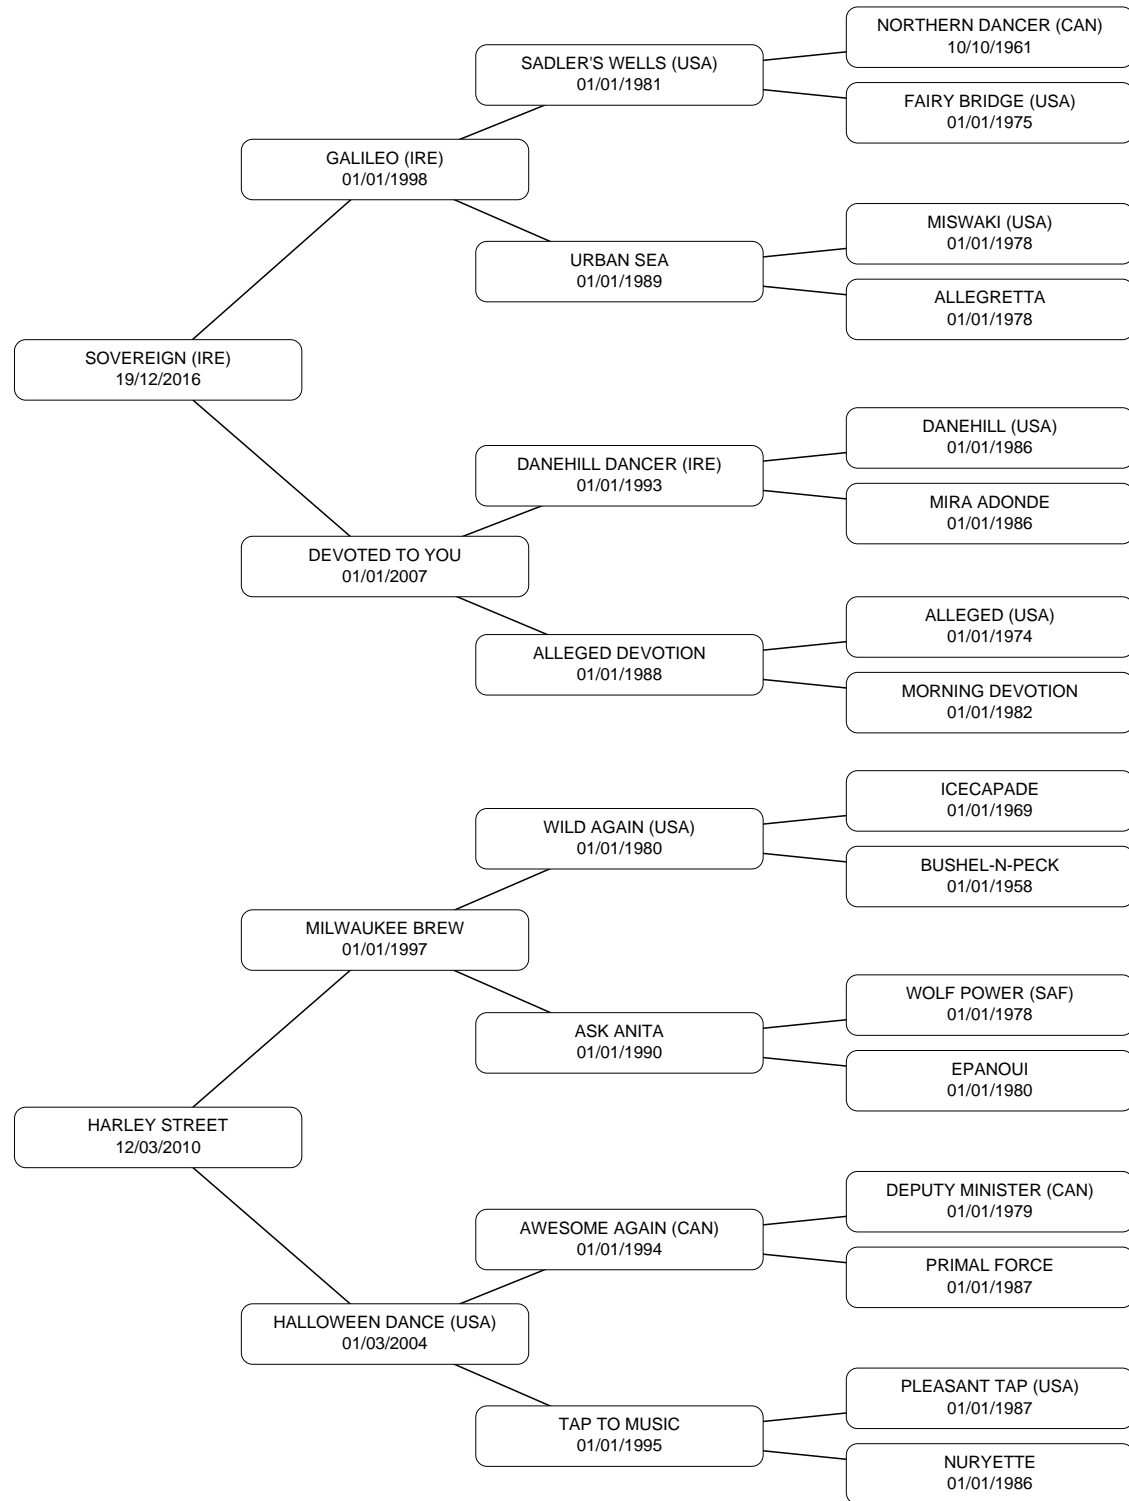 NORTHERN DANCER (CAN)
10/10/1961
SADLER'S WELLS (USA)
01/01/1981
FAIRY BRIDGE (USA)
01/01/1975
GALILEO (IRE)
01/01/1998
MISWAKI (USA)
01/01/1978
URBAN SEA
01/01/1989
ALLEGRETTA
01/01/1978
SOVEREIGN (IRE)
19/12/2016
DANEHILL (USA)
01/01/1986
DANEHILL DANCER (IRE)
01/01/1993
MIRA ADONDE
01/01/1986
DEVOTED TO YOU
01/01/2007
ALLEGED (USA)
01/01/1974
ALLEGED DEVOTION
01/01/1988
MORNING DEVOTION
01/01/1982
ICECAPADE
01/01/1969
WILD AGAIN (USA)
01/01/1980
BUSHEL-N-PECK
01/01/1958
MILWAUKEE BREW
01/01/1997
WOLF POWER (SAF)
01/01/1978
ASK ANITA
01/01/1990
EPANOUI
01/01/1980
HARLEY STREET
12/03/2010
DEPUTY MINISTER (CAN)
01/01/1979
AWESOME AGAIN (CAN)
01/01/1994
PRIMAL FORCE
01/01/1987
HALLOWEEN DANCE (USA)
01/03/2004
PLEASANT TAP (USA)
01/01/1987
TAP TO MUSIC
01/01/1995
NURYETTE
01/01/1986